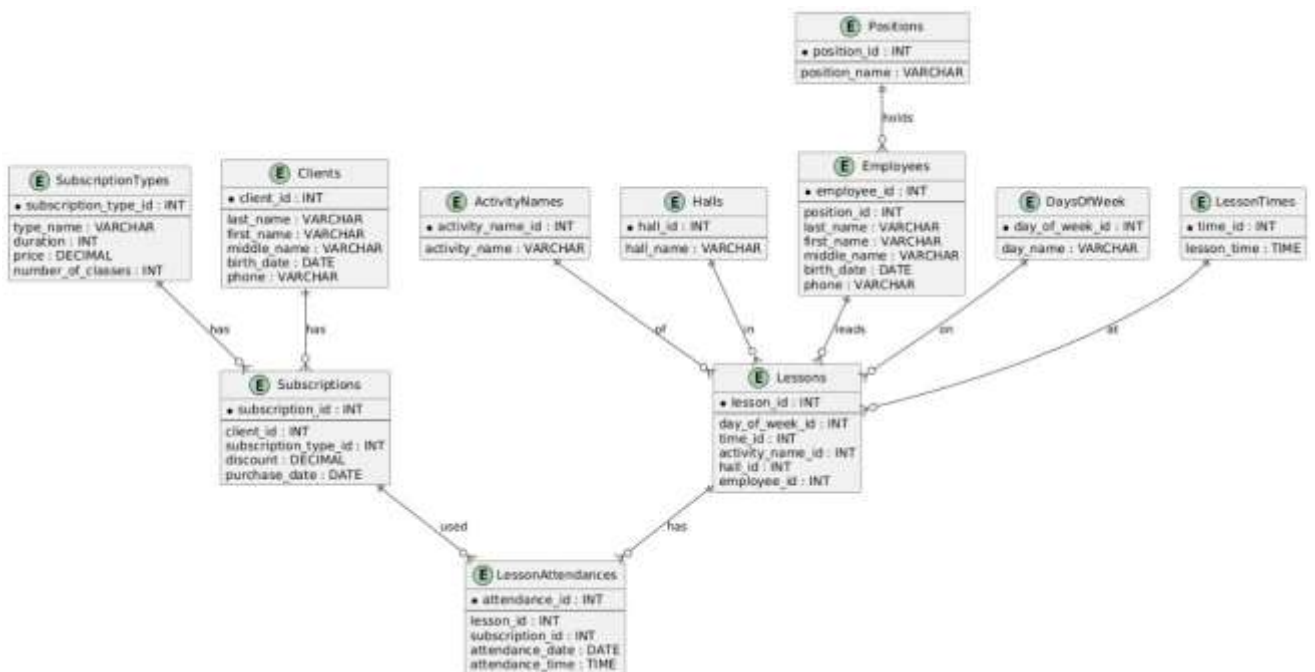 E Positions
position_id : INT
position_name : VARCHAR
holds
E SubscriptionTypes
subscription_type_id : INT
type_name : VARCHAR
duration : INT
price : DECIMAL
number_of_classes : INT
E Clients
client_id : INT
last_name : VARCHAR
first_name : VARCHAR
middle_name : VARCHAR
birth_date : DATE
phone : VARCHAR
E ActivityNames
activity_name_id : INT
activity_name : VARCHAR
E Halls
hall_id : INT
hall_name : VARCHAR
E Employees
employee_id : INT
position_id : INT
last_name : VARCHAR
first_name : VARCHAR
middle_name : VARCHAR
birth_date : DATE
phone : VARCHAR
E DaysOfWeek
day_of_week_id : INT
day_name : VARCHAR
E LessonTimes
time_id : INT
lesson_time : TIME
has
has
of
in
leads
on
at
E Subscriptions
subscription_id : INT
client_id : INT
subscription_type_id : INT
discount : DECIMAL
purchase_date : DATE
E Lessons
lesson_id : INT
day_of_week_id : INT
time_id : INT
activity_name_id : INT
hall_id : INT
employee_id : INT
used
has
E LessonAttendances
attendance_id : INT
lesson_id : INT
subscription_id : INT
attendance_date : DATE
attendance_time : TIME